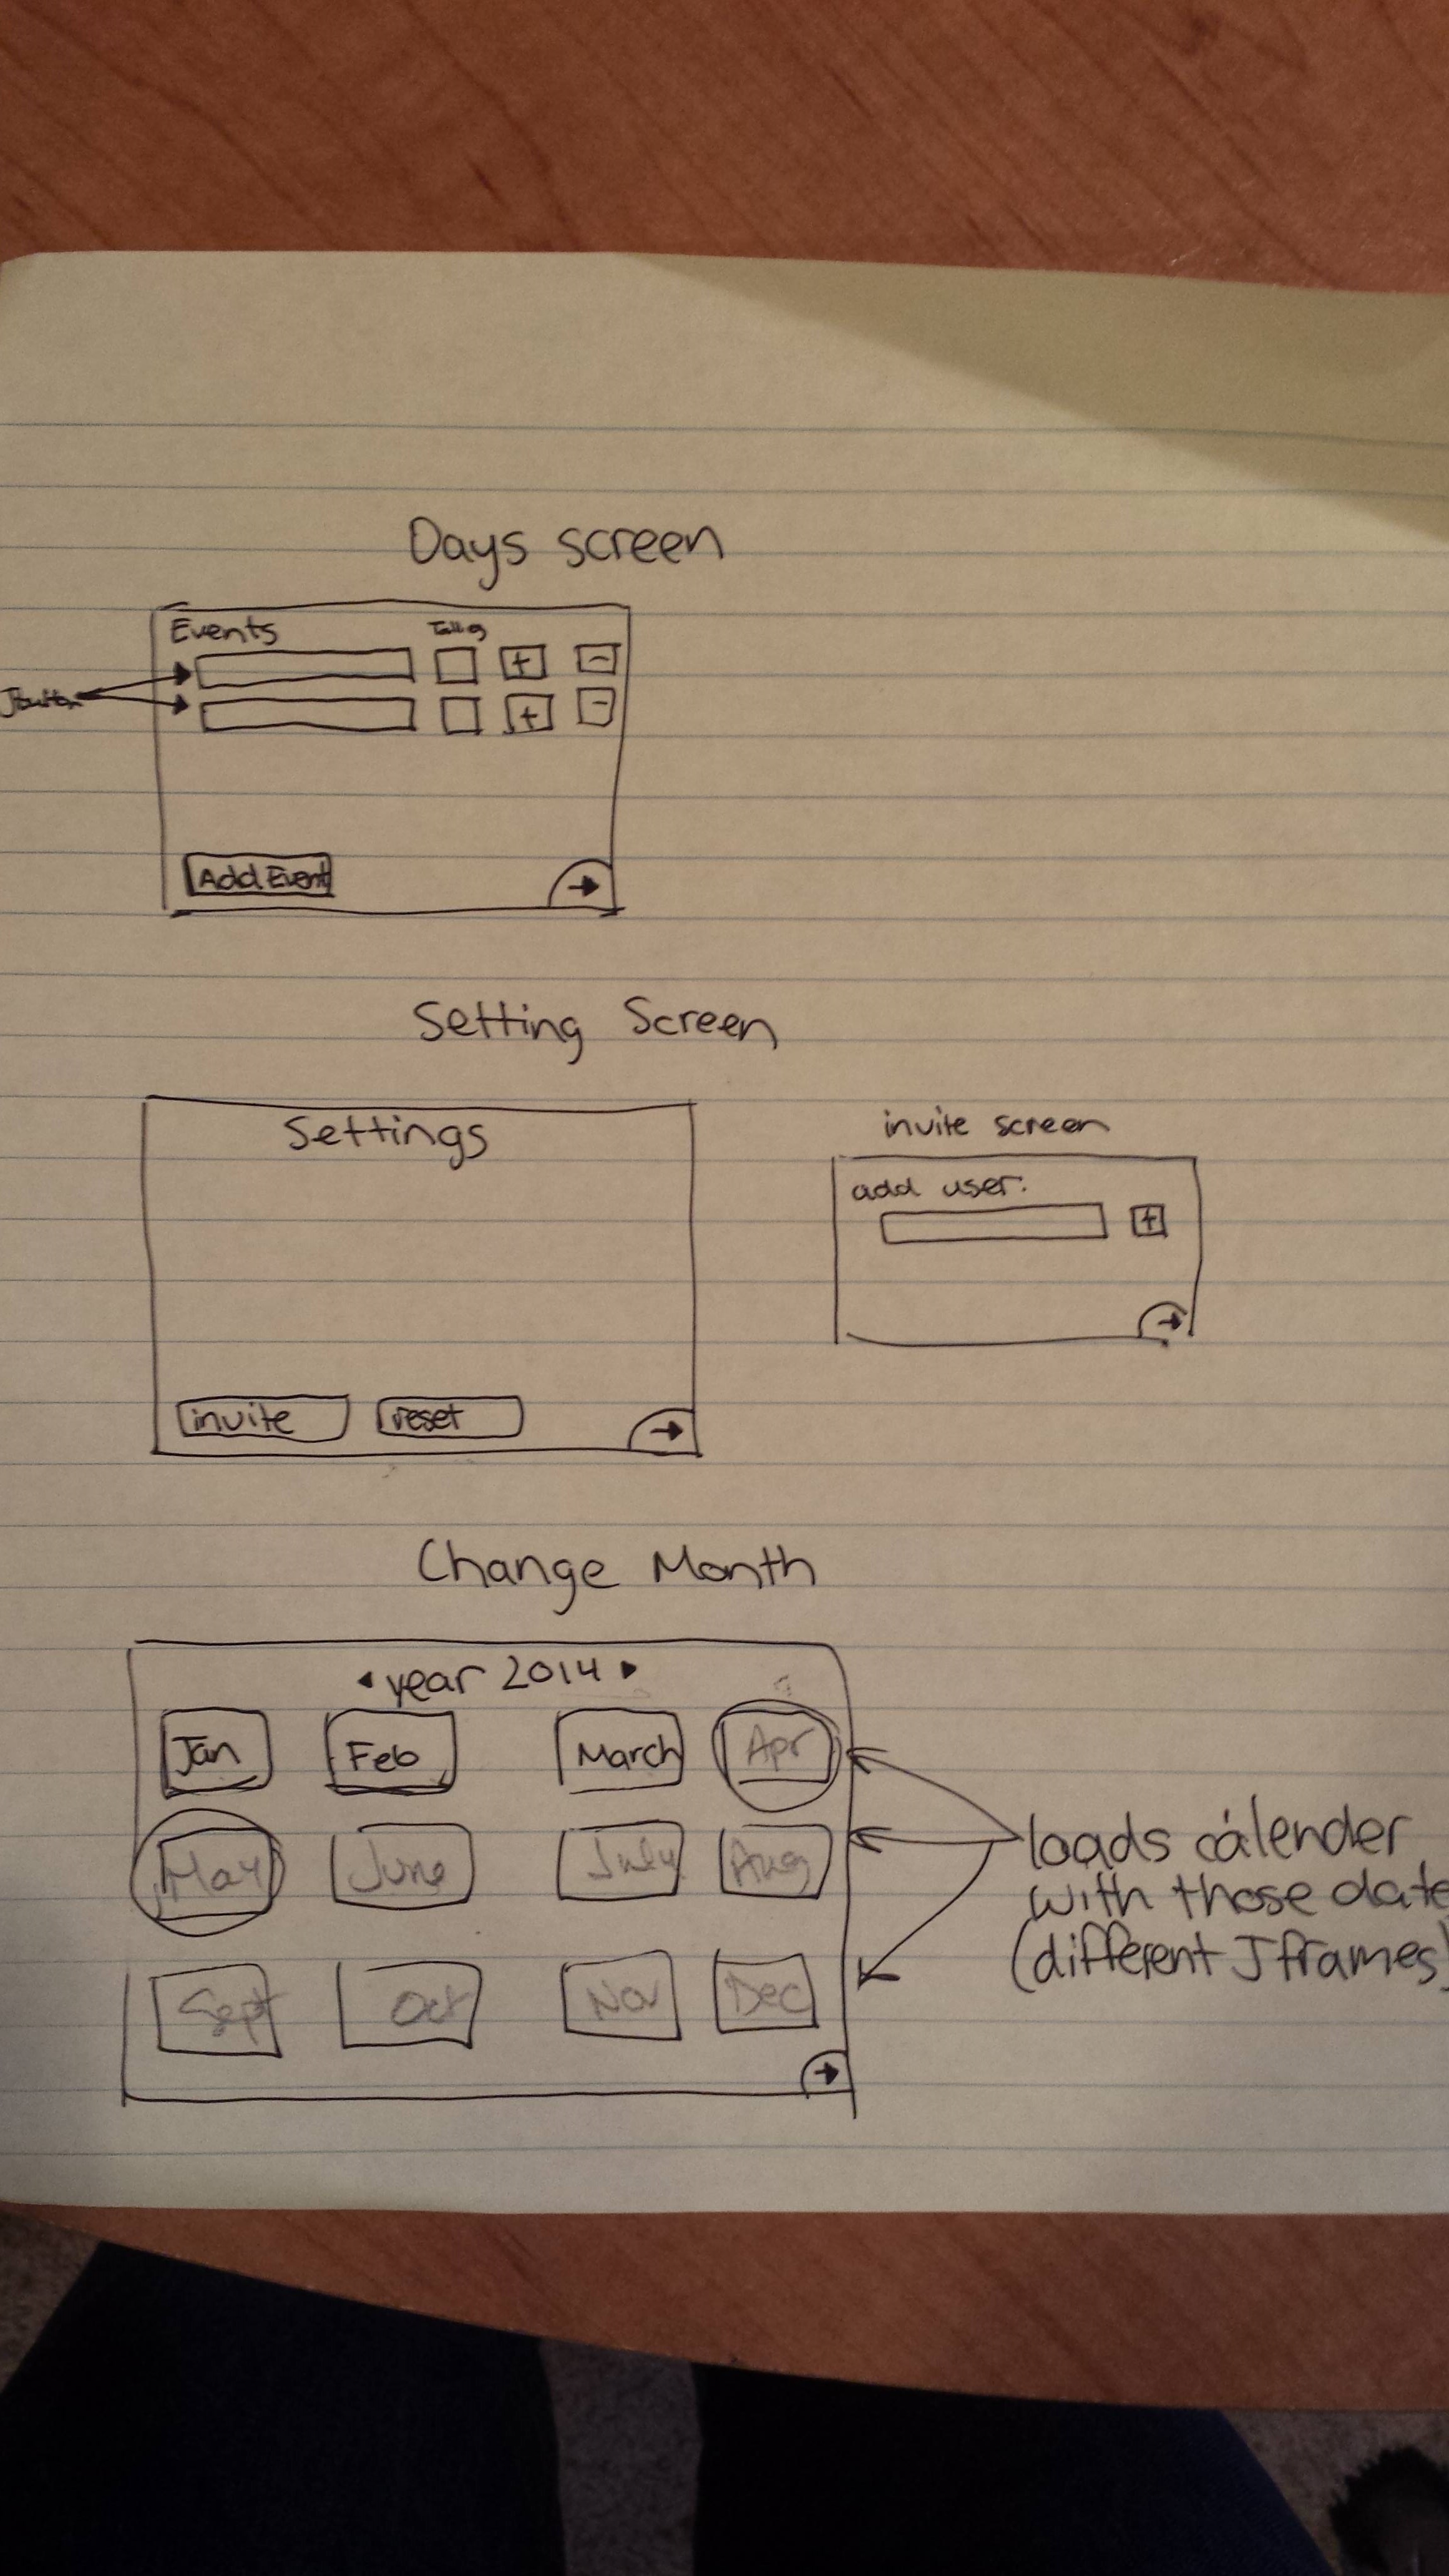 Days screen
Events
+ -
Jbutton
+ -
Add Event
→
Setting Screen
Settings
invite screen
add user:
+
→
invite reset
→
Change Month
◂ year 2014 ▸
Jan Feb March Apr
May June July Aug
loads calender
with those date
(different Jframes)
Sept Oct Nov Dec
→